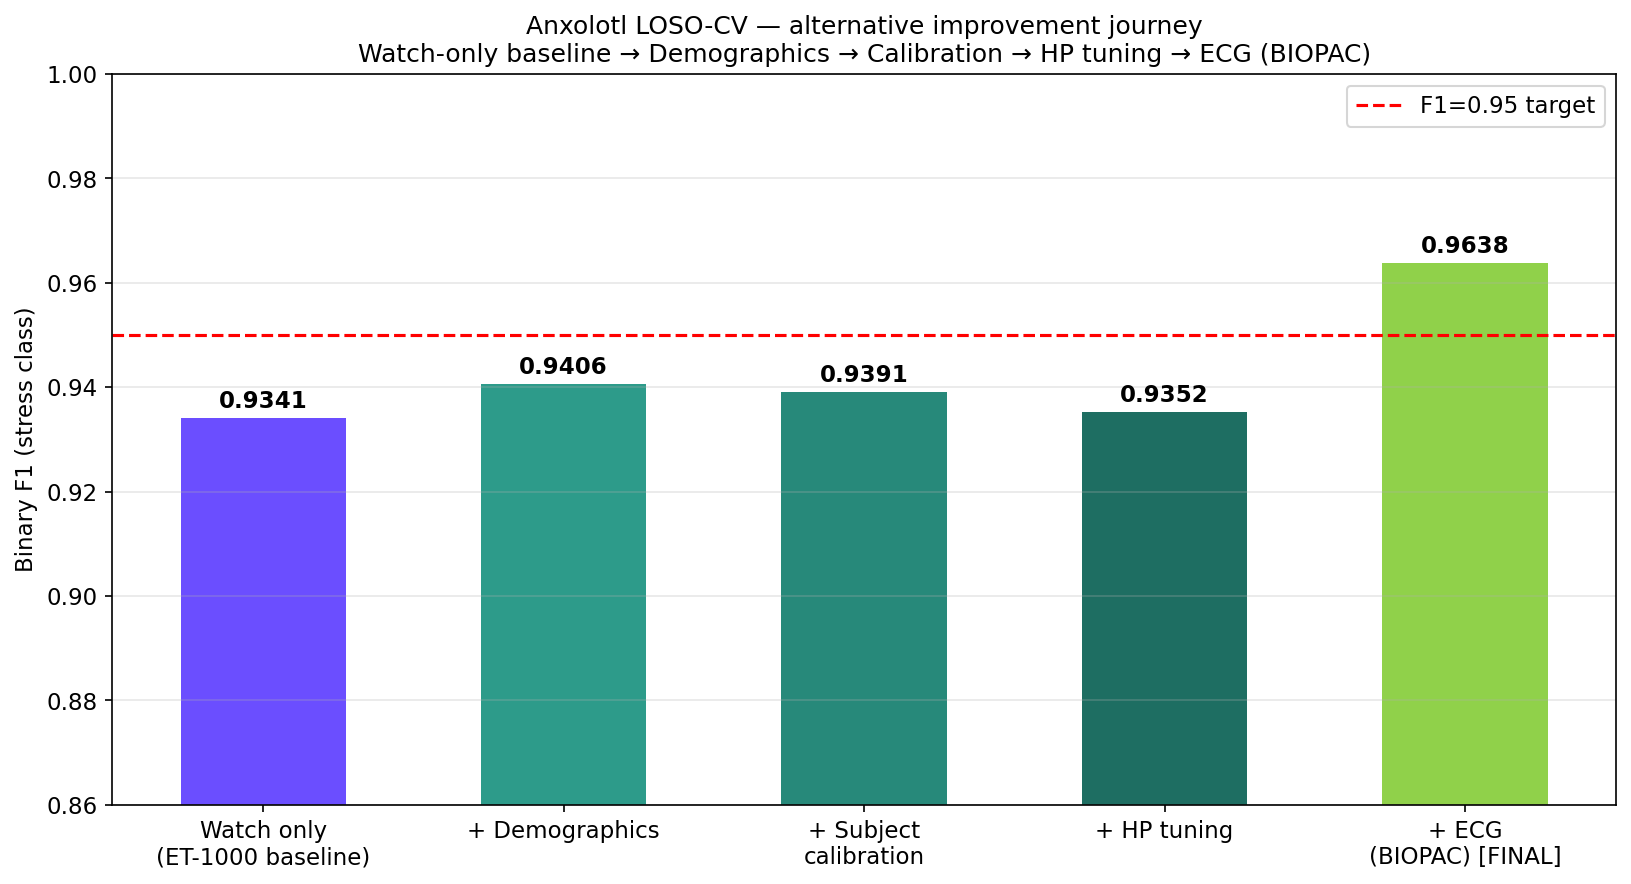 Anxolotl LOSO-CV — alternative improvement journey
Watch-only baseline → Demographics → Calibration → HP tuning → ECG (BIOPAC)
F1=0.95 target
Binary F1 (stress class)
1.00
0.98
0.96
0.94
0.92
0.90
0.88
0.86
0.9341
0.9406
0.9391
0.9352
0.9638
Watch only
(ET-1000 baseline)
+ Demographics
+ Subject
calibration
+ HP tuning
+ ECG
(BIOPAC) [FINAL]